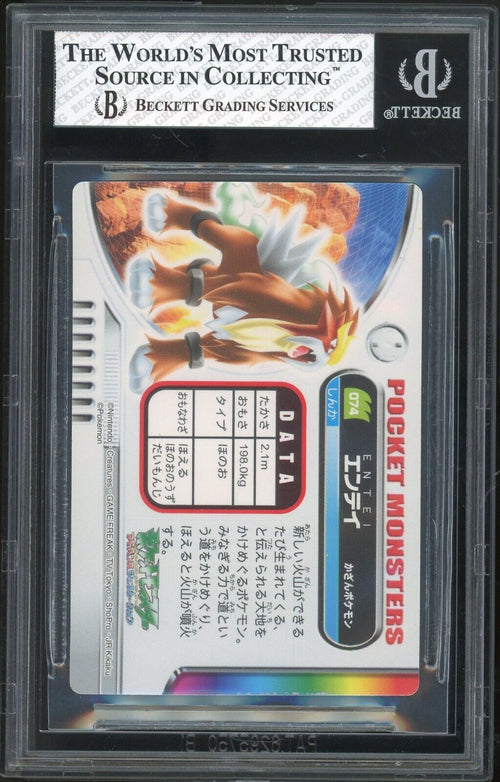 THE WORLD'S MOST TRUSTED
SOURCE IN COLLECTING™
B BECKETT GRADING SERVICES
B
BECKETT®
POCKET MONSTERS
074
しんか
ENTEI
エンテイ
かざんポケモン
DATA
たかさ 2.1m
おもさ 198.0kg
タイプ ほのお
おもなわざ ほえる
ほのおのうず
だいもんじ
新しい火山ができる
たび生まれてくる、
と伝えられる大地を
かけめぐるポケモン。
みなぎる力で道とい
う道をかけめぐり、
ほえると火山が噴火
する。
©Nintendo・Creatures・GAME FREAK・TV Tokyo・ShoPro・JR Kikaku
©Pokémon